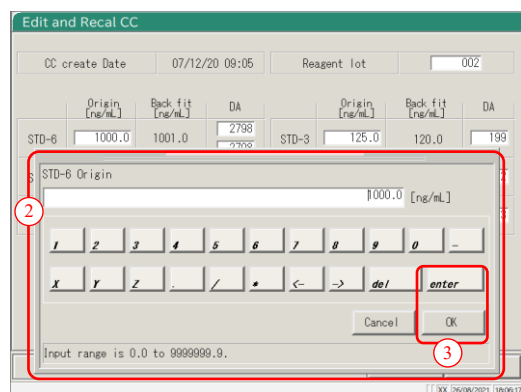 Edit and Recal CC
CC create Date 07/12/20 09:05 Reagent lot 002
Origin [ng/mL] Back fit [ng/mL] DA Origin [ng/mL] Back fit [ng/mL] DA
STD-6 1000.0 1001.0 2798 STD-3 125.0 120.0 199
STD-6 Origin
1000.0 [ng/mL]
2
1 2 3 4 5 6 7 8 9 0 -
X Y Z . / * <- -> del enter
Cancel OK
3
Input range is 0.0 to 9999999.9.
XX 26/08/2021 18:06:17